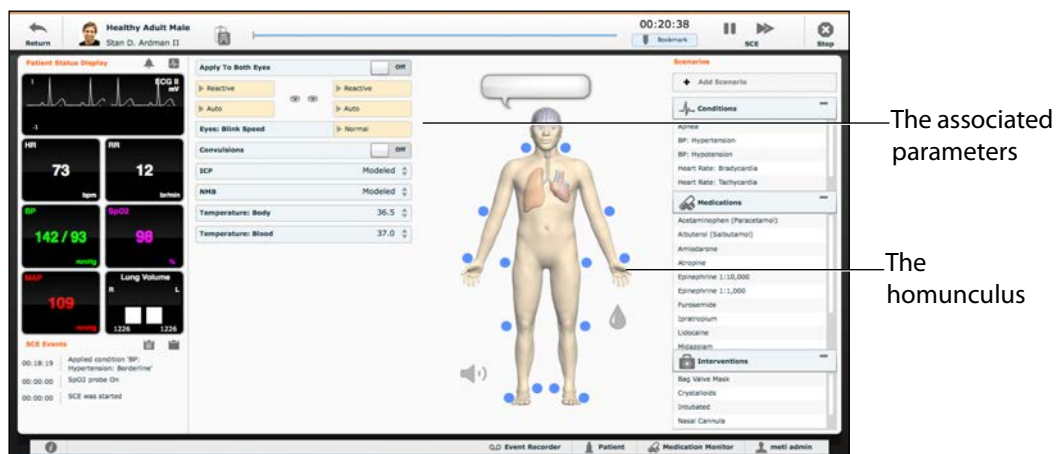 Healthy Adult Male
Stan D. Ardman II
Return
00:20:38
Bookmark
SCE
Stop
Patient Status Display
1
ECG II
mV
-1
HR
73
bpm
RR
12
br/min
BP
142 / 93
mmHg
SpO2
98
%
MAP
109
mmHg
Lung Volume
R L
1226 1226
SCE Events
00:18:19 Applied condition 'BP:
Hypertension: Borderline'
00:00:00 SpO2 probe On
00:00:00 SCE was started
Apply To Both Eyes Off
Reactive Reactive
Auto Auto
Eyes: Blink Speed Normal
Convulsions Off
ICP Modeled
NMB Modeled
Temperature: Body 36.5
Temperature: Blood 37.0
Scenarios
+ Add Scenario
Conditions
Apnea
BP: Hypertension
BP: Hypotension
Heart Rate: Bradycardia
Heart Rate: Tachycardia
Medications
Acetaminophen (Paracetamol)
Albuterol (Salbutamol)
Amiodarone
Atropine
Epinephrine 1:10,000
Epinephrine 1:1,000
Furosemide
Ipratropium
Lidocaine
Midazolam
Interventions
Bag Valve Mask
Crystalloids
Intubated
Nasal Cannula
Event Recorder
Patient
Medication Monitor
meti admin
The associated
parameters
The
homunculus